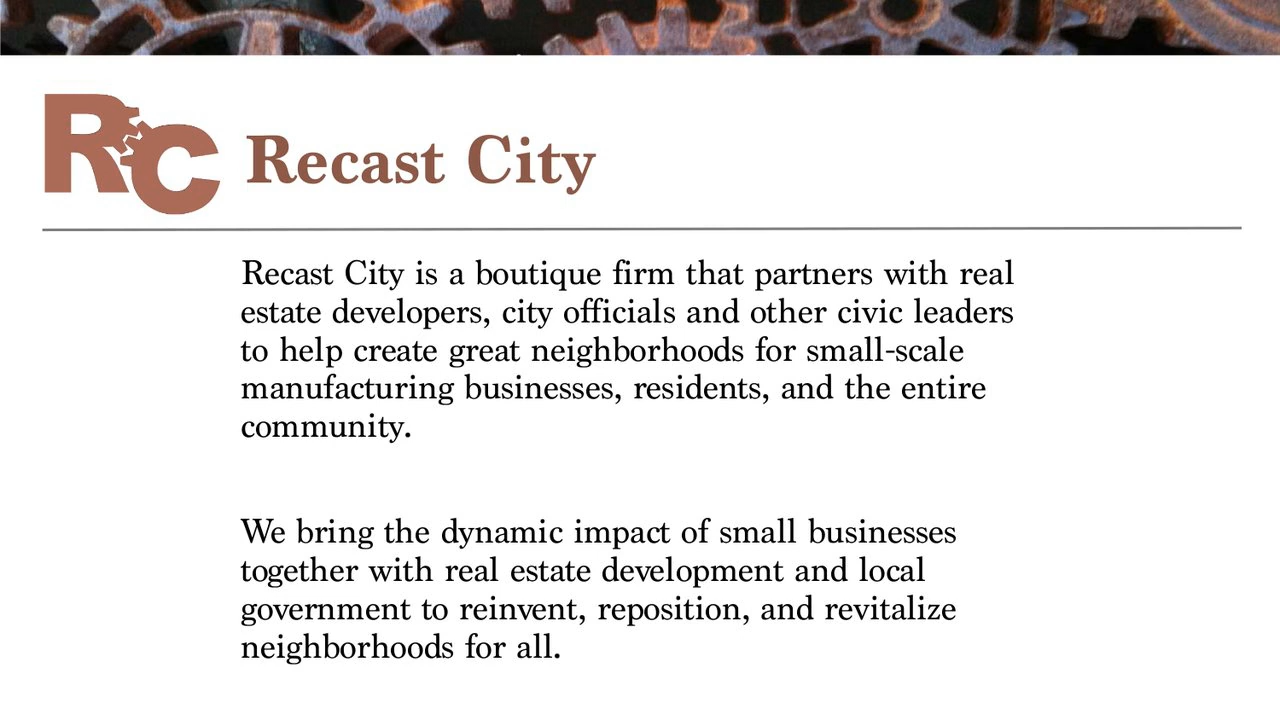 RC
Recast City
Recast City is a boutique firm that partners with real
estate developers, city officials and other civic leaders
to help create great neighborhoods for small-scale
manufacturing businesses, residents, and the entire
community.
We bring the dynamic impact of small businesses
together with real estate development and local
government to reinvent, reposition, and revitalize
neighborhoods for all.